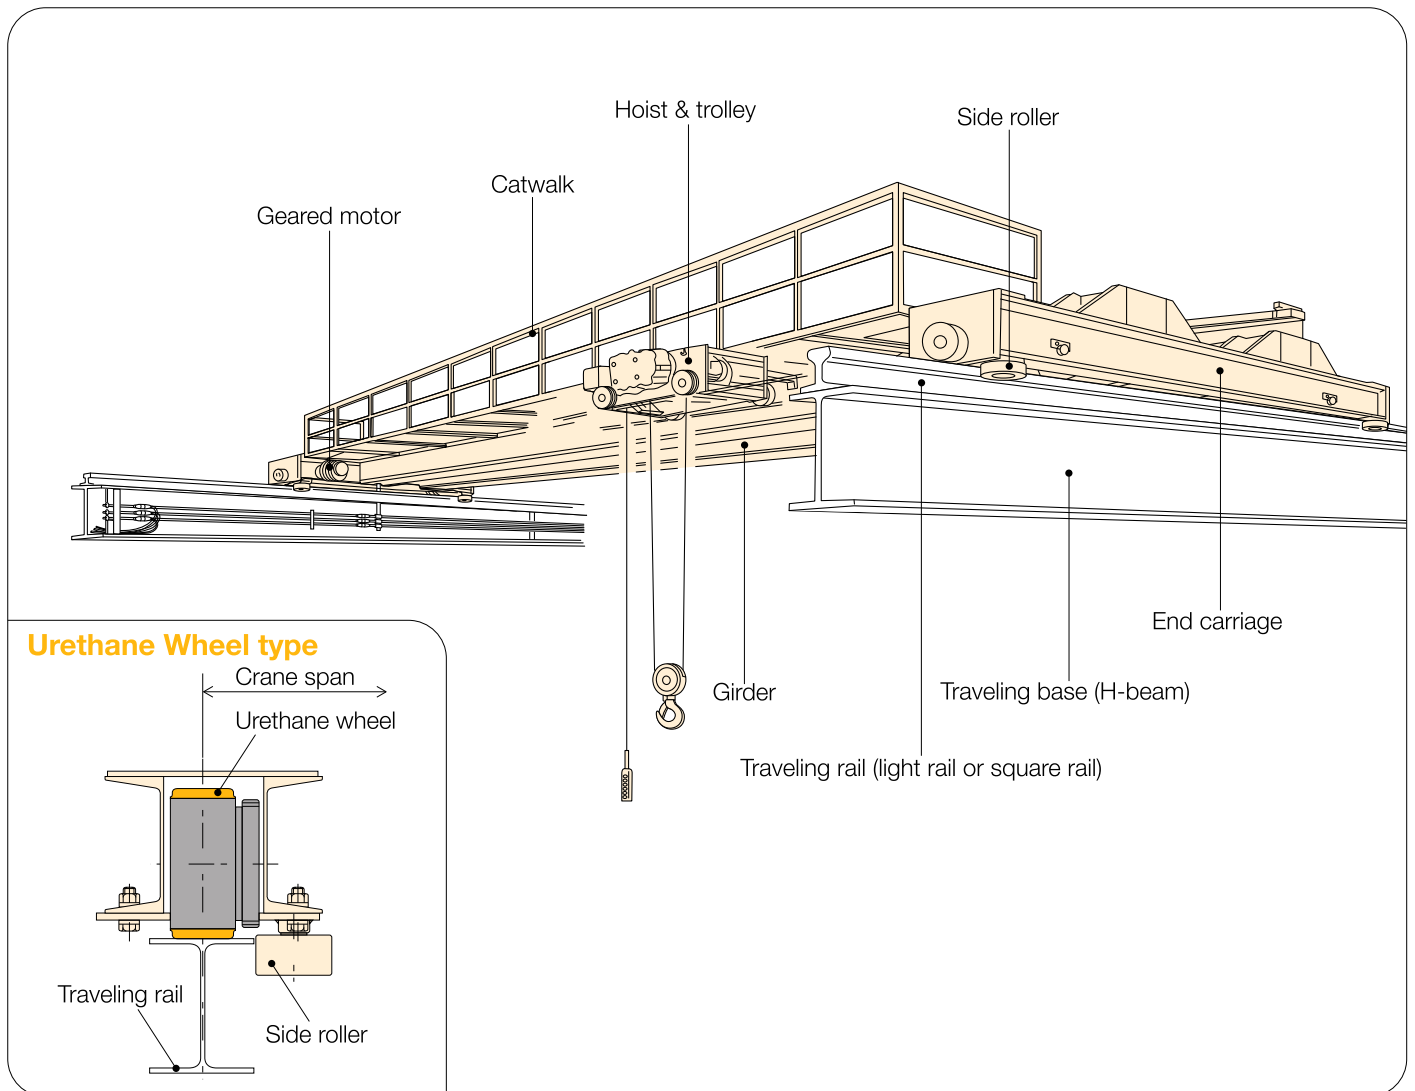 Hoist & trolley
Side roller
Catwalk
Geared motor
End carriage
Girder
Traveling base (H-beam)
Traveling rail (light rail or square rail)
Urethane Wheel type
Crane span
Urethane wheel
Traveling rail
Side roller